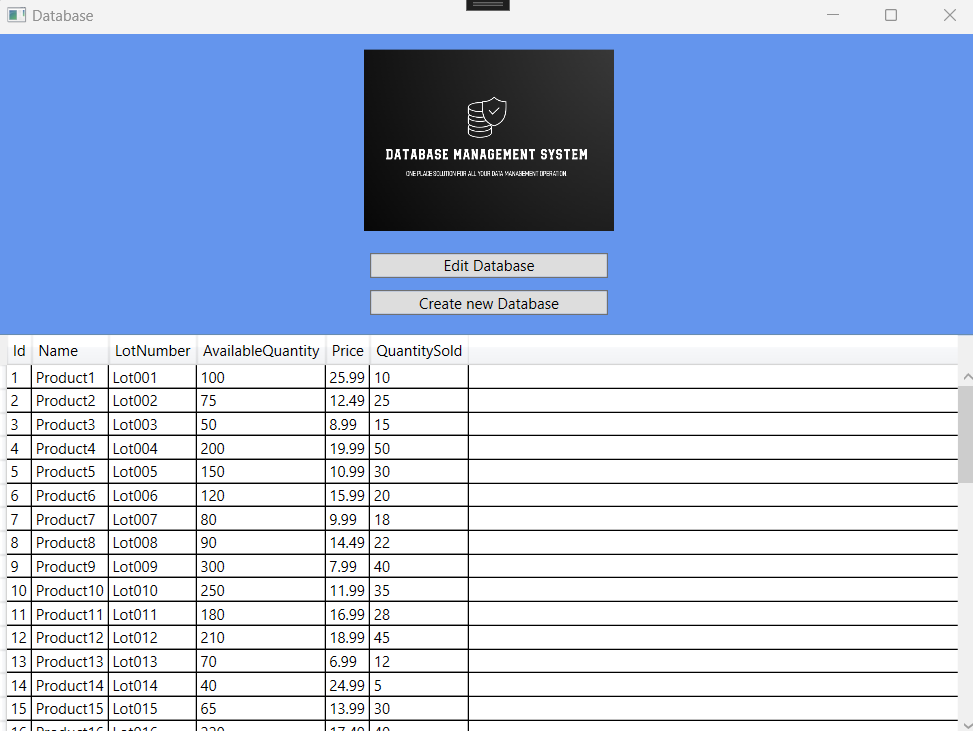 Database
DATABASE MANAGEMENT SYSTEM
ONE PLACE SOLUTION FOR ALL YOUR DATA MANAGEMENT OPERATION
Edit Database
Create new Database
Id Name LotNumber AvailableQuantity Price QuantitySold
1 Product1 Lot001 100 25.99 10
2 Product2 Lot002 75 12.49 25
3 Product3 Lot003 50 8.99 15
4 Product4 Lot004 200 19.99 50
5 Product5 Lot005 150 10.99 30
6 Product6 Lot006 120 15.99 20
7 Product7 Lot007 80 9.99 18
8 Product8 Lot008 90 14.49 22
9 Product9 Lot009 300 7.99 40
10 Product10 Lot010 250 11.99 35
11 Product11 Lot011 180 16.99 28
12 Product12 Lot012 210 18.99 45
13 Product13 Lot013 70 6.99 12
14 Product14 Lot014 40 24.99 5
15 Product15 Lot015 65 13.99 30